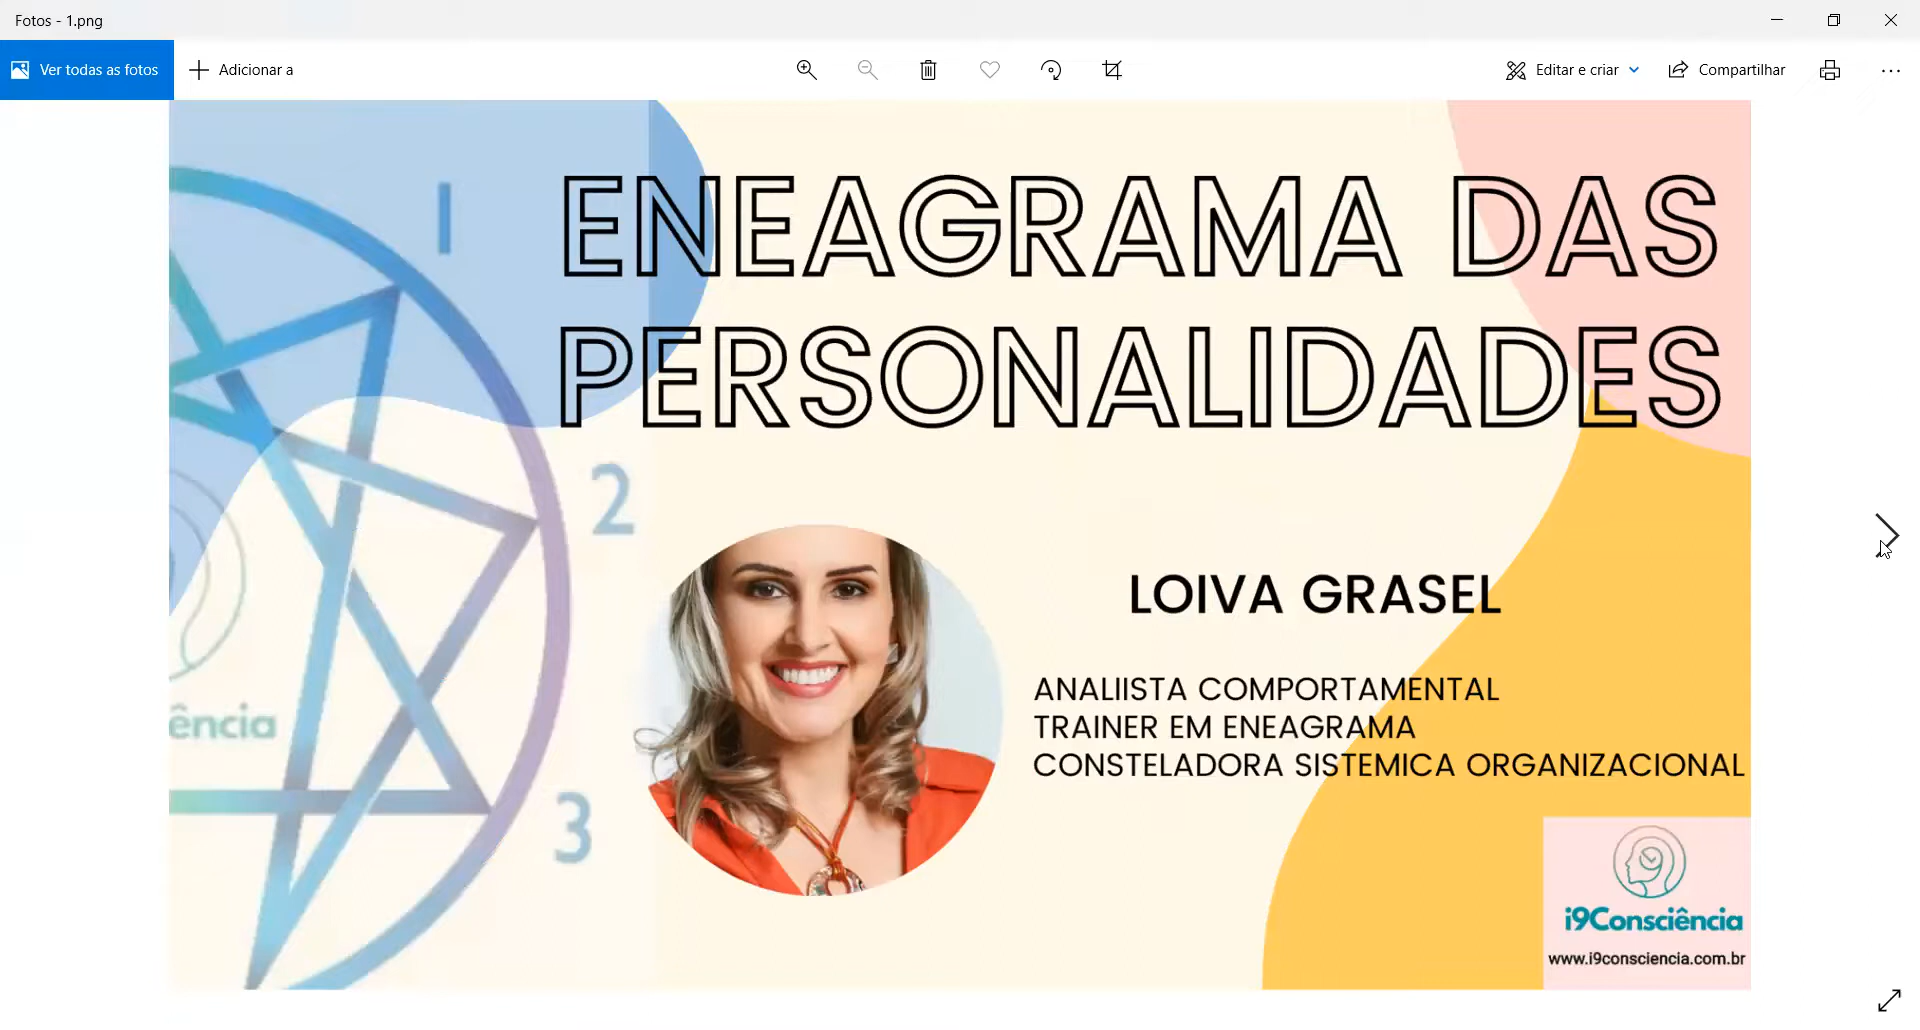 Fotos - 1.png
Ver todas as fotos
Adicionar a
Editar e criar
Compartilhar
ENEAGRAMA DAS
PERSONALIDADES
1
2
3
ência
LOIVA GRASEL
ANALIISTA COMPORTAMENTAL
TRAINER EM ENEAGRAMA
CONSTELADORA SISTEMICA ORGANIZACIONAL
i9Consciência
www.i9consciencia.com.br